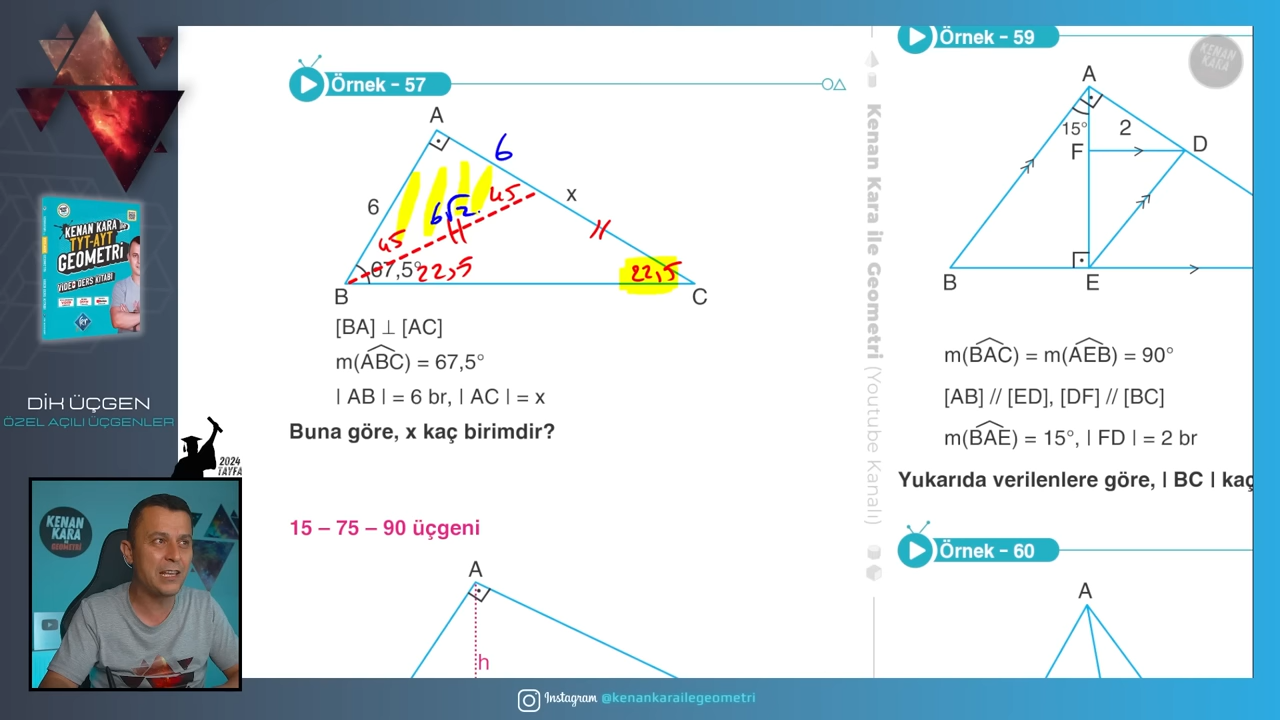 KENAN KARA
TYT-AYT
GEOMETRİ
VİDEO DERS KİTABI
DİK ÜÇGEN
ÖZEL AÇILI ÜÇGENLER
2024
TAYFA
KENAN
KARA
Örnek - 57
A
6
6
x
45
6√2
45
67,5°
22,5
22,5
B
C
[BA] ⊥ [AC]
m(ABC) = 67,5°
| AB | = 6 br, | AC | = x
Buna göre, x kaç birimdir?
15 – 75 – 90 üçgeni
A
h
Kenan Kara ile Geometri (Youtube Kanalı)
Örnek - 59
KENAN
KARA
A
15°
2
F
D
B
E
m(BAC) = m(AEB) = 90°
[AB] // [ED], [DF] // [BC]
m(BAE) = 15°, | FD | = 2 br
Yukarıda verilenlere göre, | BC | kaç
Örnek - 60
A
Instagram @kenankarailegeometri